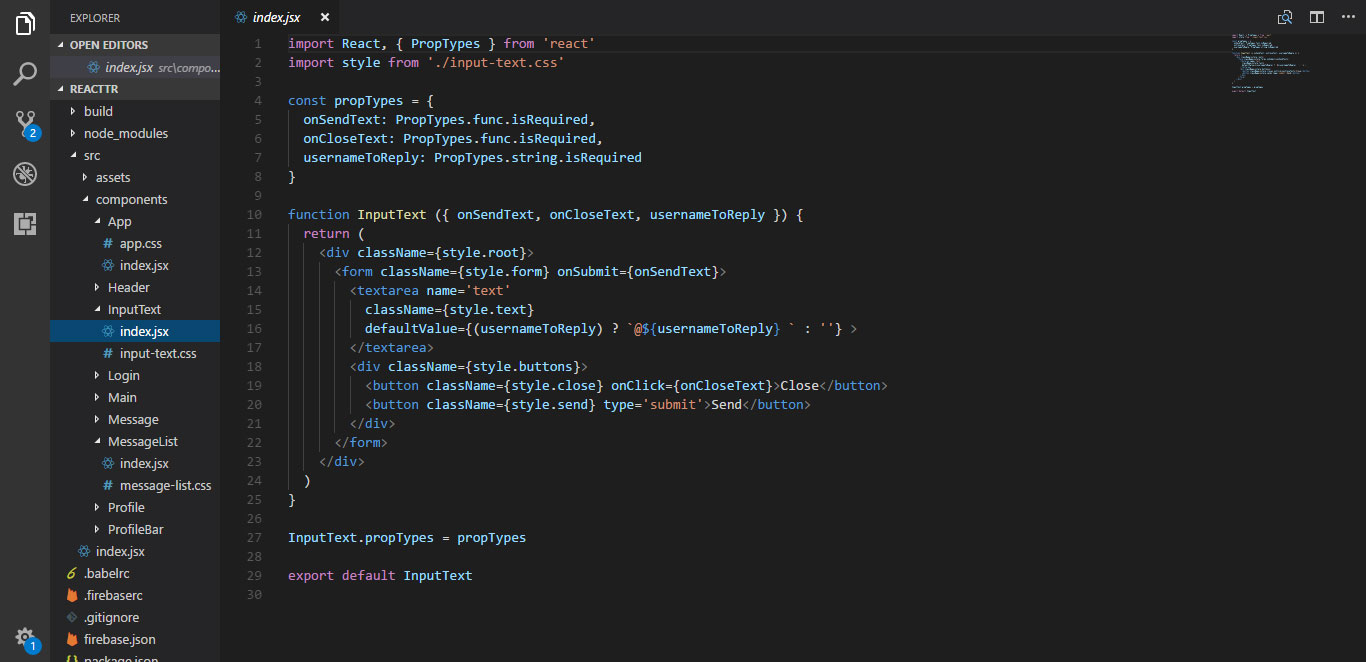 EXPLORER
OPEN EDITORS
index.jsx src\compo...
REACTTR
build
node_modules
2
src
assets
components
App
# app.css
index.jsx
Header
InputText
index.jsx
# input-text.css
Login
Main
Message
MessageList
index.jsx
# message-list.css
Profile
ProfileBar
index.jsx
.babelrc
.firebaserc
.gitignore
firebase.json
1
package.json
index.jsx
1 import React, { PropTypes } from 'react'
2 import style from './input-text.css'
3
4 const propTypes = {
5 onSendText: PropTypes.func.isRequired,
6 onCloseText: PropTypes.func.isRequired,
7 usernameToReply: PropTypes.string.isRequired
8 }
9
10 function InputText ({ onSendText, onCloseText, usernameToReply }) {
11 return (
12 <div className={style.root}>
13 <form className={style.form} onSubmit={onSendText}>
14 <textarea name='text'
15 className={style.text}
16 defaultValue={(usernameToReply) ? `@${usernameToReply} ` : ''} >
17 </textarea>
18 <div className={style.buttons}>
19 <button className={style.close} onClick={onCloseText}>Close</button>
20 <button className={style.send} type='submit'>Send</button>
21 </div>
22 </form>
23 </div>
24 )
25 }
26
27 InputText.propTypes = propTypes
28
29 export default InputText
30